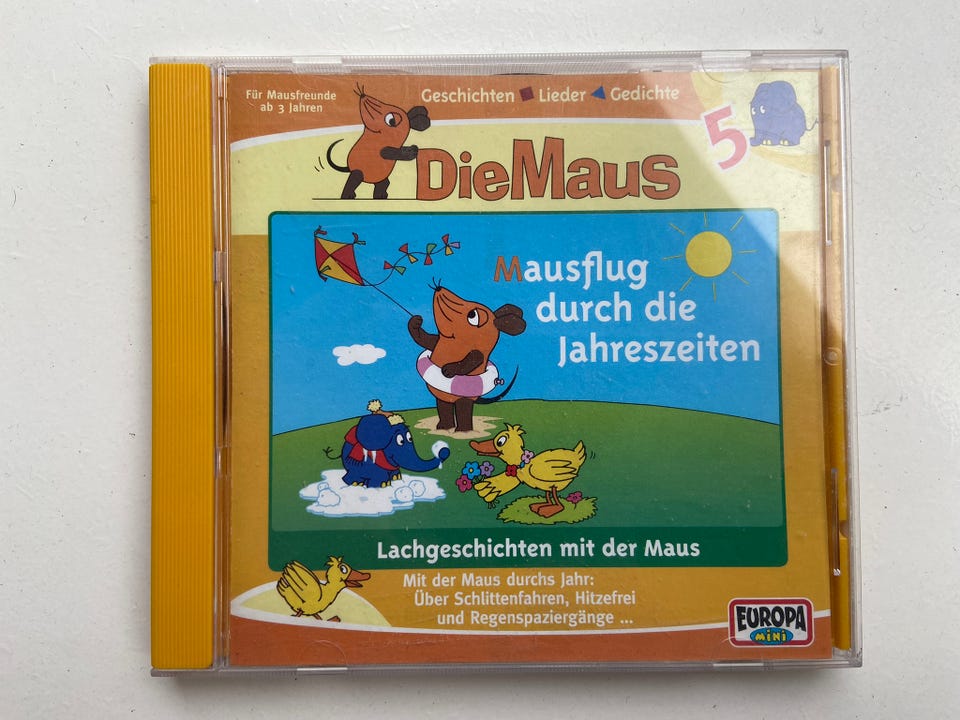 Für Mausfreunde
ab 3 Jahren
Geschichten Lieder Gedichte
5
DieMaus
Mausflug
durch die
Jahreszeiten
Lachgeschichten mit der Maus
Mit der Maus durchs Jahr:
Über Schlittenfahren, Hitzefrei
und Regenspaziergänge ...
EUROPA
mini